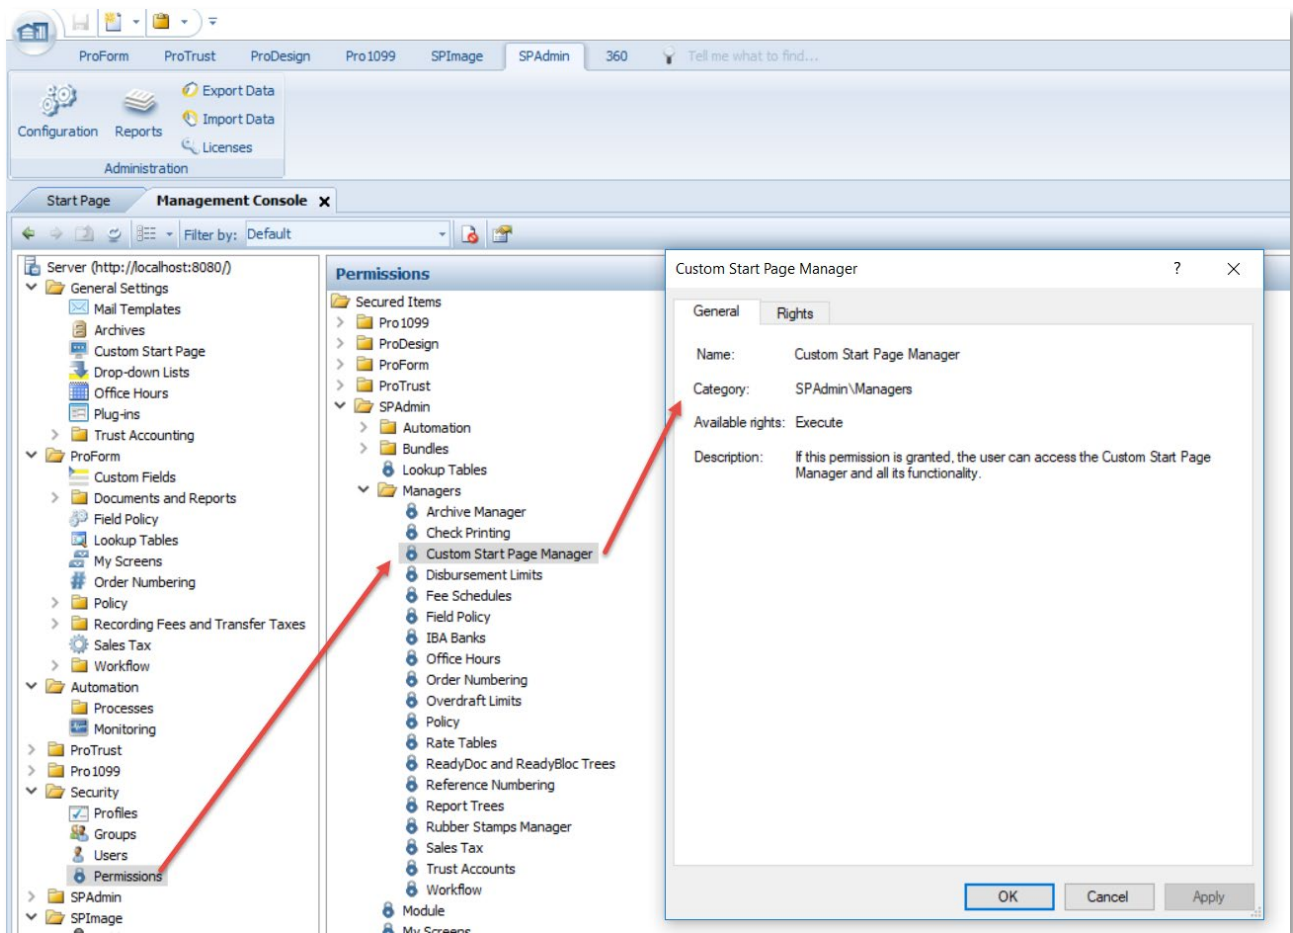 ProForm ProTrust ProDesign Pro1099 SPImage SPAdmin 360 Tell me what to find...
Export Data
Import Data
Configuration Reports
Licenses
Administration
Start Page Management Console
Filter by: Default
Server (http://localhost:8080/)
General Settings
Mail Templates
Archives
Custom Start Page
Drop-down Lists
Office Hours
Plug-ins
Trust Accounting
ProForm
Custom Fields
Documents and Reports
Field Policy
Lookup Tables
My Screens
Order Numbering
Policy
Recording Fees and Transfer Taxes
Sales Tax
Workflow
Automation
Processes
Monitoring
ProTrust
Pro1099
Security
Profiles
Groups
Users
Permissions
SPAdmin
SPImage
Permissions
Secured Items
Pro1099
ProDesign
ProForm
ProTrust
SPAdmin
Automation
Bundles
Lookup Tables
Managers
Archive Manager
Check Printing
Custom Start Page Manager
Disbursement Limits
Fee Schedules
Field Policy
IBA Banks
Office Hours
Order Numbering
Overdraft Limits
Policy
Rate Tables
ReadyDoc and ReadyBloc Trees
Reference Numbering
Report Trees
Rubber Stamps Manager
Sales Tax
Trust Accounts
Workflow
Module
My Screens
Custom Start Page Manager ?
General Rights
Name: Custom Start Page Manager
Category: SPAdmin\Managers
Available rights: Execute
Description: If this permission is granted, the user can access the Custom Start Page
Manager and all its functionality.
OK Cancel Apply